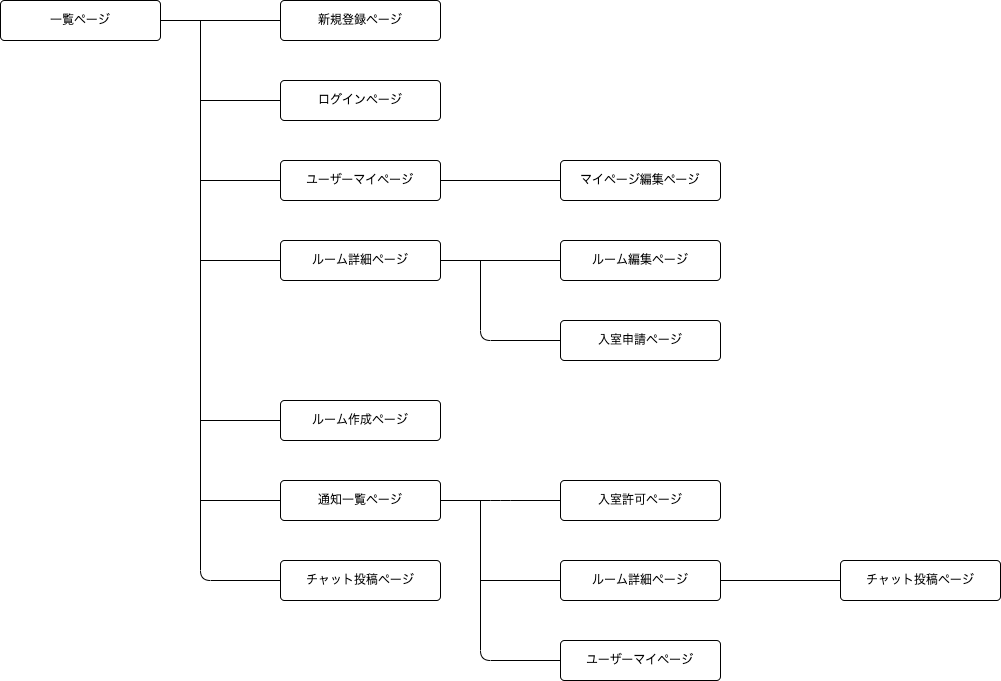 一覧ページ
新規登録ページ
ログインページ
ユーザーマイページ
マイページ編集ページ
ルーム詳細ページ
ルーム編集ページ
入室申請ページ
ルーム作成ページ
通知一覧ページ
入室許可ページ
チャット投稿ページ
ルーム詳細ページ
チャット投稿ページ
ユーザーマイページ